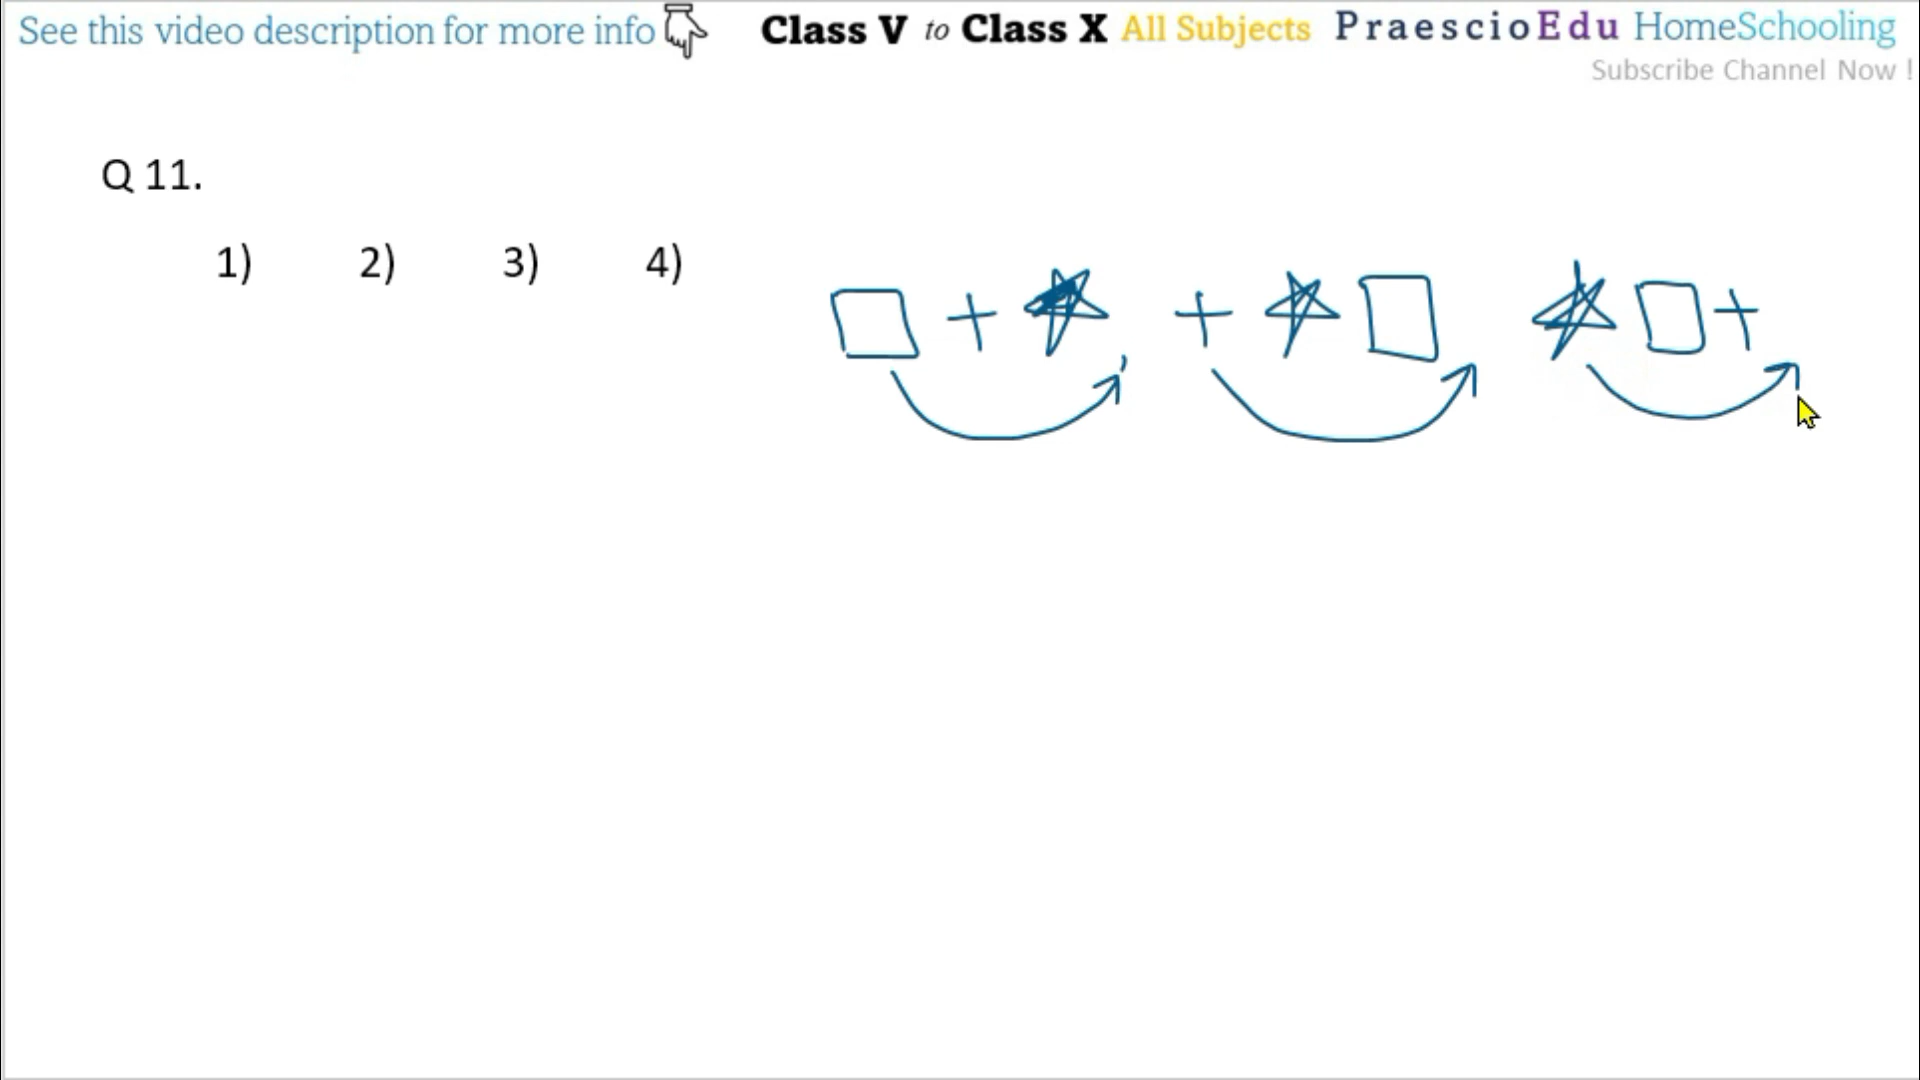 See this video description for more info Class V to Class X All Subjects PraescioEdu HomeSchooling
Subscribe Channel Now !
Q 11.
1) 2) 3) 4)
□ + ☆, + ☆ □ ☆ □ +